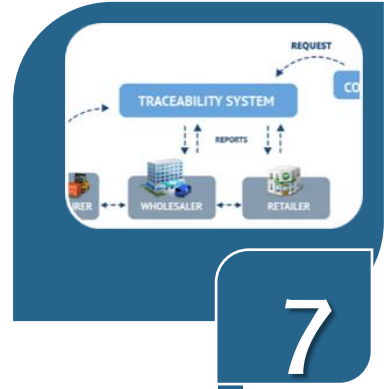 REQUEST
CO
TRACEABILITY SYSTEM
REPORTS
URER
WHOLESALER
RETAILER
7